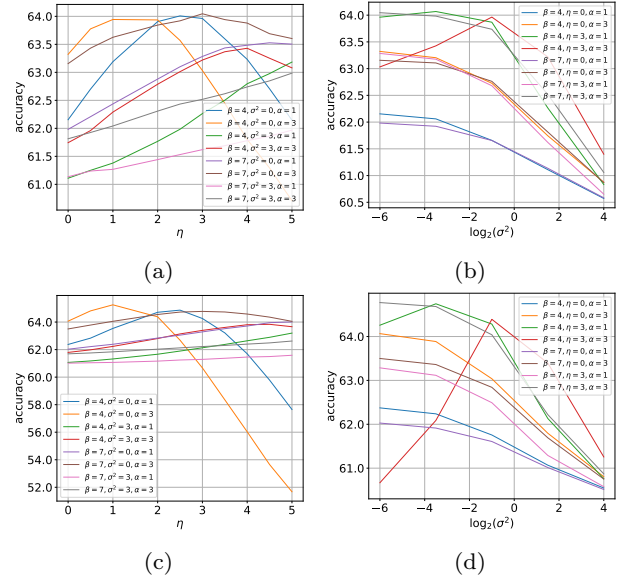 64.0
63.5
63.0
62.5
62.0
61.5
61.0
accuracy
0 1 2 3 4 5
η
β = 4, σ² = 0, α = 1
β = 4, σ² = 0, α = 3
β = 4, σ² = 3, α = 1
β = 4, σ² = 3, α = 3
β = 7, σ² = 0, α = 1
β = 7, σ² = 0, α = 3
β = 7, σ² = 3, α = 1
β = 7, σ² = 3, α = 3
(a)
64.0
63.5
63.0
62.5
62.0
61.5
61.0
60.5
accuracy
−6 −4 −2 0 2 4
log₂(σ²)
β = 4, η = 0, α = 1
β = 4, η = 0, α = 3
β = 4, η = 3, α = 1
β = 4, η = 3, α = 3
β = 7, η = 0, α = 1
β = 7, η = 0, α = 3
β = 7, η = 3, α = 1
β = 7, η = 3, α = 3
(b)
64.0
62.0
60.0
58.0
56.0
54.0
52.0
accuracy
0 1 2 3 4 5
η
β = 4, σ² = 0, α = 1
β = 4, σ² = 0, α = 3
β = 4, σ² = 3, α = 1
β = 4, σ² = 3, α = 3
β = 7, σ² = 0, α = 1
β = 7, σ² = 0, α = 3
β = 7, σ² = 3, α = 1
β = 7, σ² = 3, α = 3
(c)
64.0
63.0
62.0
61.0
accuracy
−6 −4 −2 0 2 4
log₂(σ²)
β = 4, η = 0, α = 1
β = 4, η = 0, α = 3
β = 4, η = 3, α = 1
β = 4, η = 3, α = 3
β = 7, η = 0, α = 1
β = 7, η = 0, α = 3
β = 7, η = 3, α = 1
β = 7, η = 3, α = 3
(d)